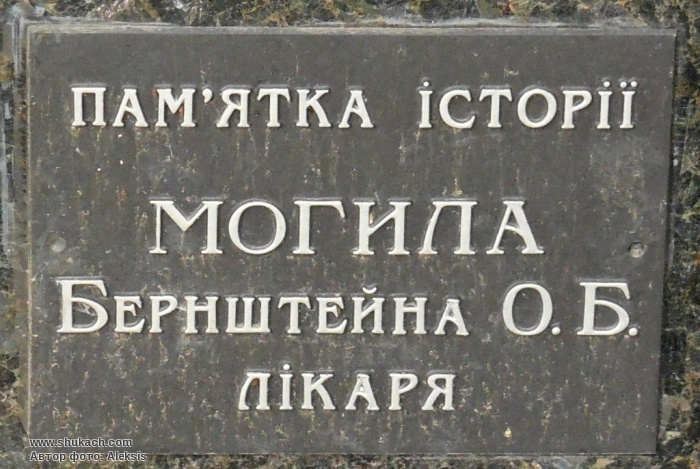 ПАМ'ЯТКА ІСТОРІЇ
МОГИЛА
БЕРНШТЕЙНА О. Б.
ЛІКАРЯ
www.shukach.com
Автор фото: Aleksis